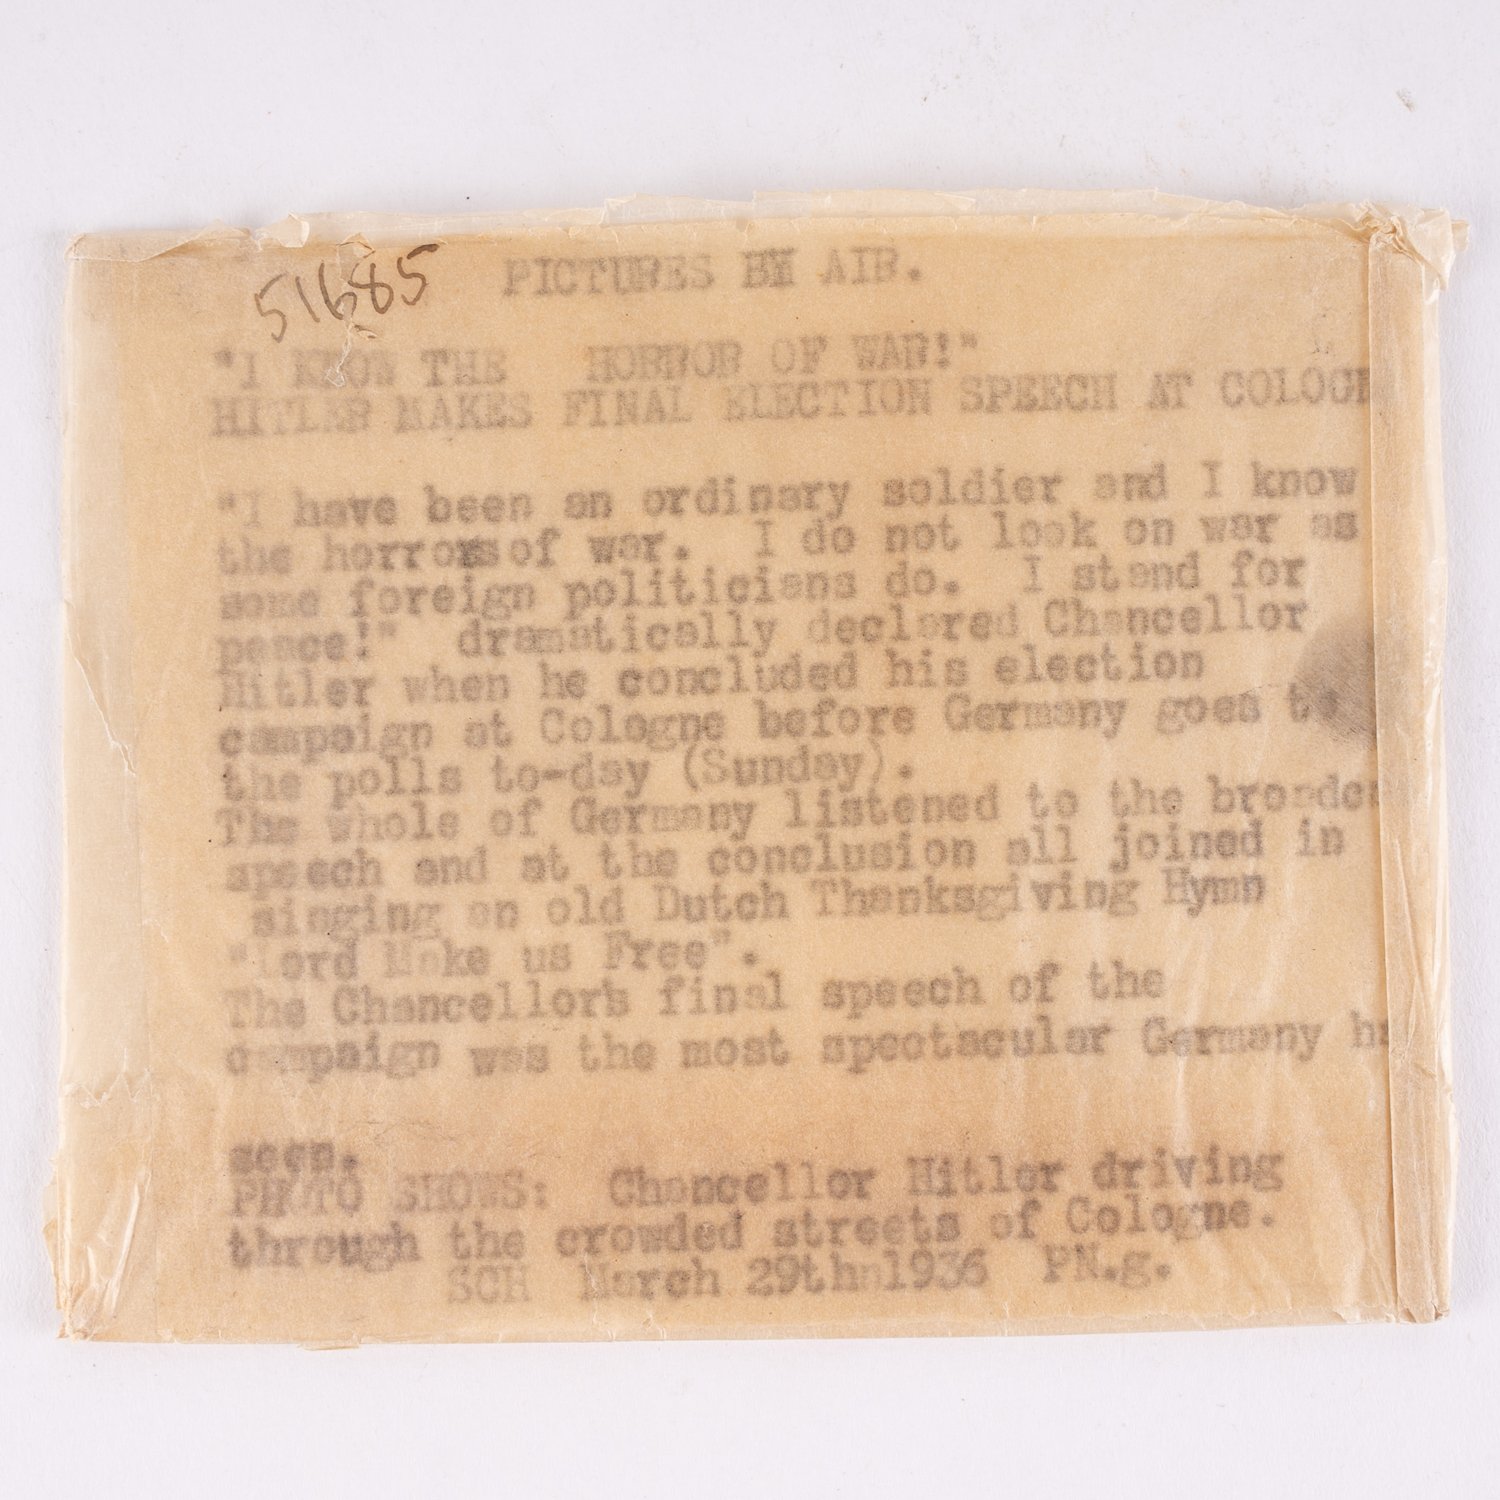 51685 PICTURES BY AIR.
"I KNOW THE HORROR OF WAR!"
HITLER MAKES FINAL ELECTION SPEECH AT COLOGN
"I have been an ordinary soldier and I know
the horrors of war. I do not look on war as
some foreign politicians do. I stand for
peace!" dramatically declared Chancellor
Hitler when he concluded his election
campaign at Cologne before Germany goes to
the polls to-day (Sunday).
The whole of Germany listened to the broadc
speech and at the conclusion all joined in
singing an old Dutch Thanksgiving Hymn
"Lord Make us Free".
The Chancellor's final speech of the
campaign was the most spectacular Germany ha
seen.
PHOTO SHOWS: Chancellor Hitler driving
through the crowded streets of Cologne.
SCH March 29th 1936 PN.g.